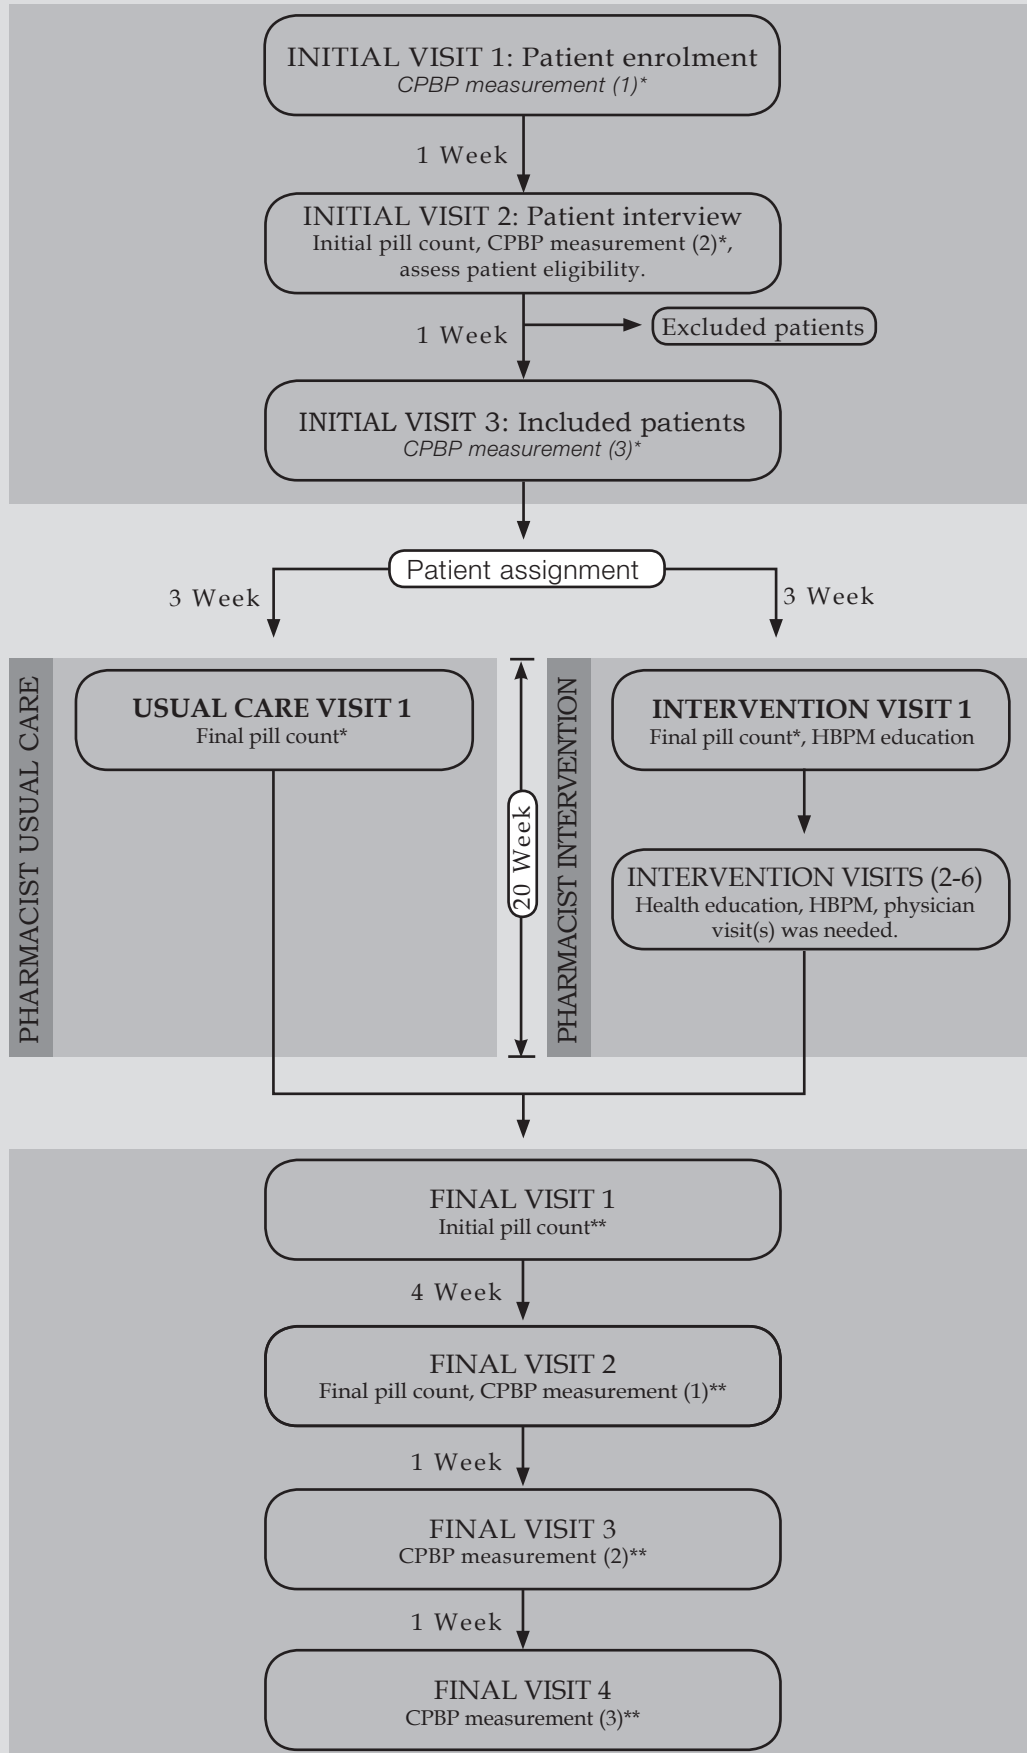 INITIAL VISIT 1: Patient enrolment
CPBP measurement (1)*
1 Week
INITIAL VISIT 2: Patient interview
Initial pill count, CPBP measurement (2)*,
assess patient eligibility.
1 Week
Excluded patients
INITIAL VISIT 3: Included patients
CPBP measurement (3)*
Patient assignment
3 Week
3 Week
PHARMACIST USUAL CARE
USUAL CARE VISIT 1
Final pill count*
20 Week
PHARMACIST INTERVENTION
INTERVENTION VISIT 1
Final pill count*, HBPM education
INTERVENTION VISITS (2-6)
Health education, HBPM, physician
visit(s) was needed.
FINAL VISIT 1
Initial pill count**
4 Week
FINAL VISIT 2
Final pill count, CPBP measurement (1)**
1 Week
FINAL VISIT 3
CPBP measurement (2)**
1 Week
FINAL VISIT 4
CPBP measurement (3)**